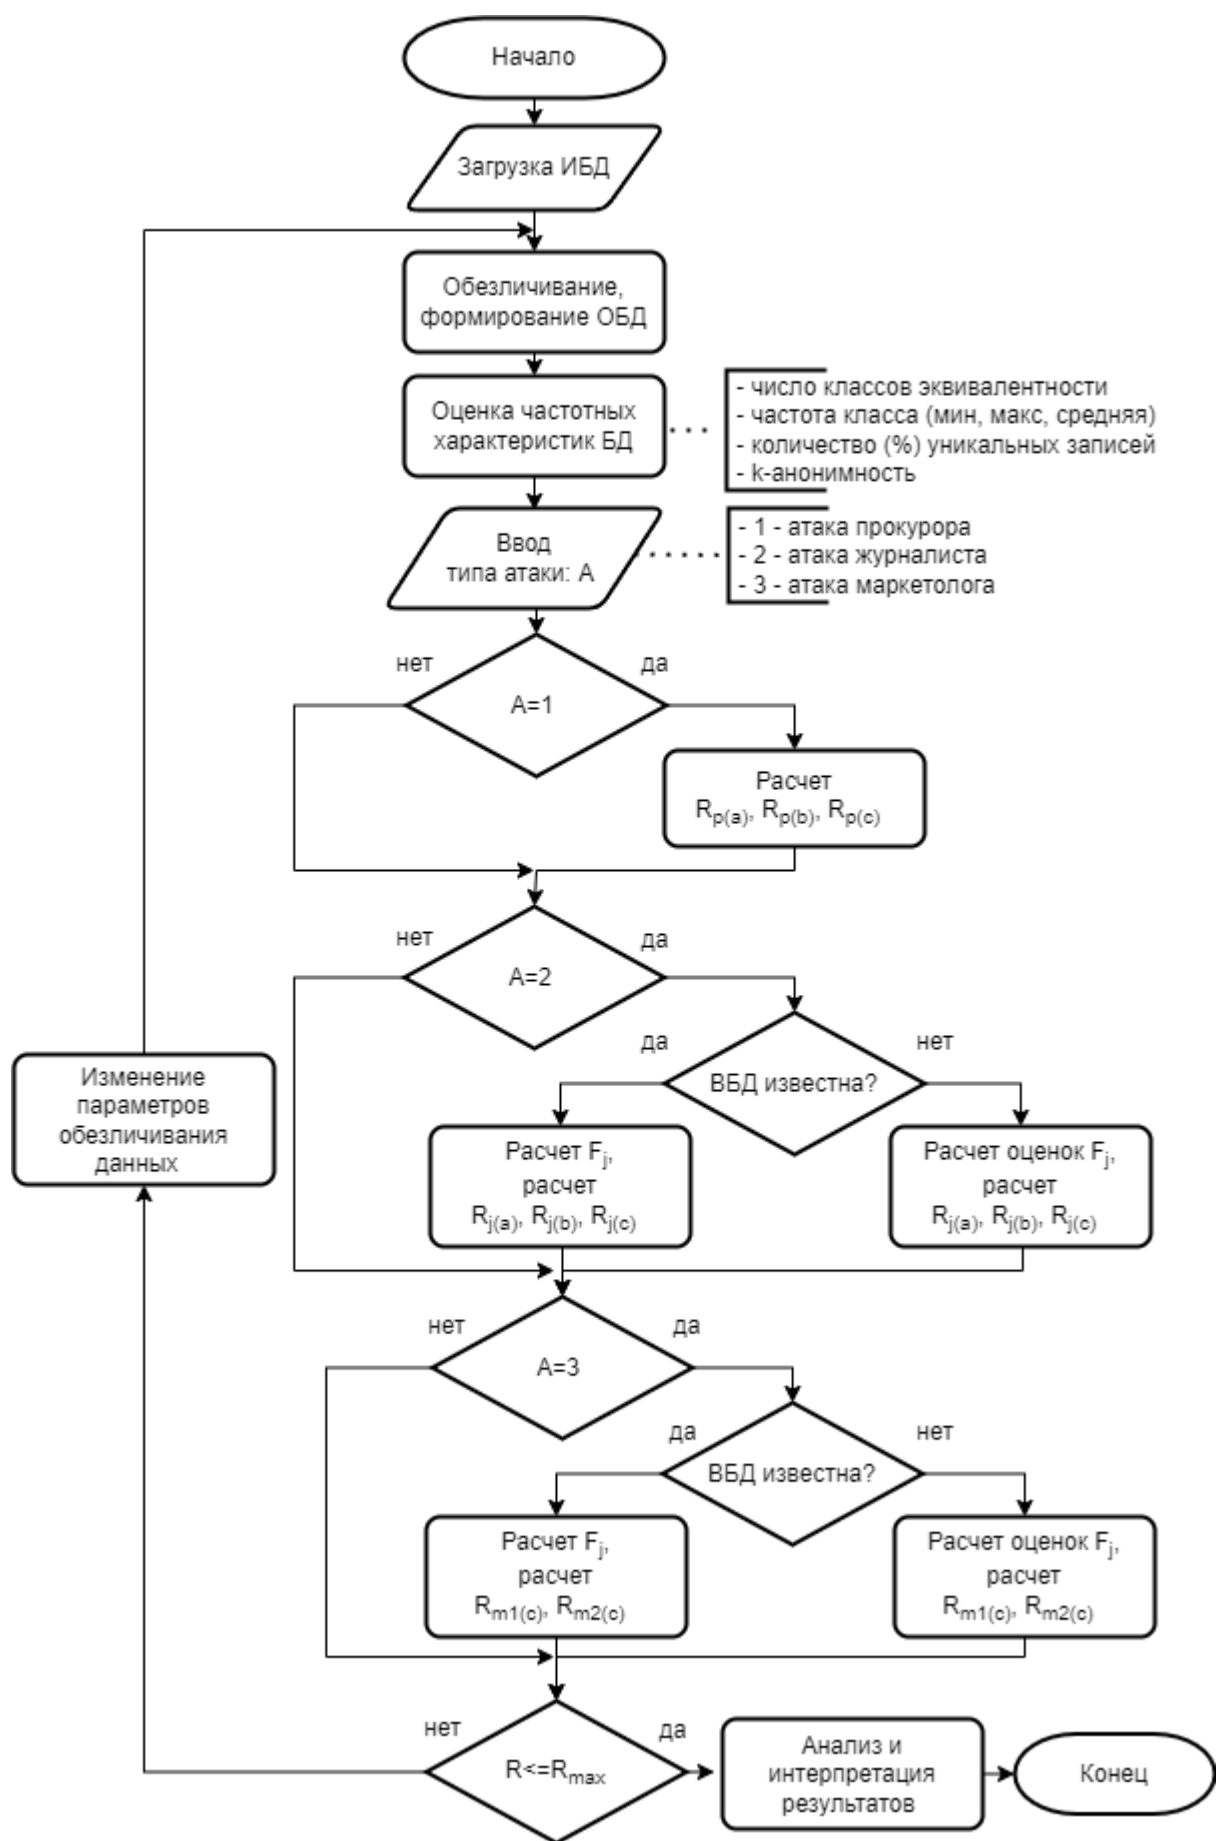 Начало
Загрузка ИБД
Обезличивание,
формирование ОБД
Оценка частотных
характеристик БД
- число классов эквивалентности
- частота класса (мин, макс, средняя)
- количество (%) уникальных записей
- k-анонимность
Ввод
типа атаки: А
- 1 - атака прокурора
- 2 - атака журналиста
- 3 - атака маркетолога
нет
да
A=1
Расчет
Rp(a), Rp(b), Rp(c)
нет
да
A=2
да
нет
ВБД известна?
Изменение
параметров
обезличивания
данных
Расчет Fj,
расчет
Rj(a), Rj(b), Rj(c)
Расчет оценок Fj,
расчет
Rj(a), Rj(b), Rj(c)
нет
да
A=3
да
нет
ВБД известна?
Расчет Fj,
расчет
Rm1(c), Rm2(c)
Расчет оценок Fj,
расчет
Rm1(c), Rm2(c)
нет
да
R<=Rmax
Анализ и
интерпретация
результатов
Конец